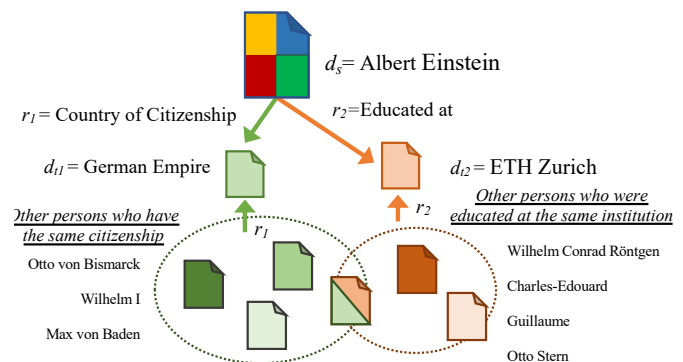 d_s= Albert Einstein
r_1= Country of Citizenship
r_2=Educated at
d_t1= German Empire
d_t2= ETH Zurich
Other persons who have
the same citizenship
r_1
r_2
Other persons who were
educated at the same institution
Otto von Bismarck
Wilhelm I
Max von Baden
Wilhelm Conrad Röntgen
Charles-Edouard
Guillaume
Otto Stern